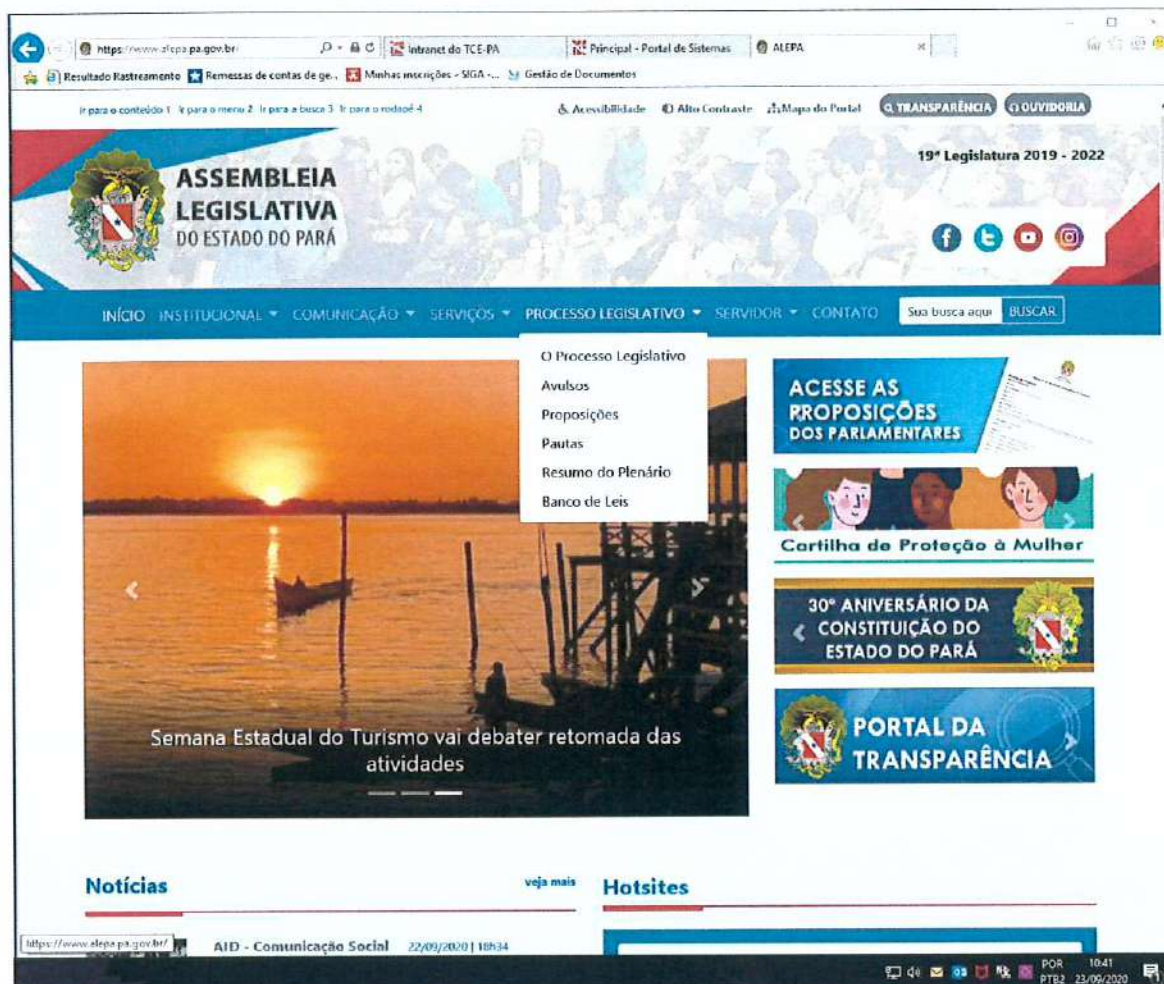 https://www.alepa.pa.gov.br/
Intranet do TCE-PA
Principal - Portal de Sistemas
ALEPA
Resultado Rastreamento
Remessas de contas de ge...
Minhas inscrições - SIGA -...
Gestão de Documentos
Ir para o conteúdo 1 Ir para o menu 2 Ir para a busca 3 Ir para o rodapé 4
Acessibilidade
Alto Contraste
Mapa do Portal
TRANSPARÊNCIA
OUVIDORIA
19ª Legislatura 2019 - 2022
ASSEMBLEIA
LEGISLATIVA
DO ESTADO DO PARÁ
INÍCIO INSTITUCIONAL COMUNICAÇÃO SERVIÇOS PROCESSO LEGISLATIVO SERVIDOR CONTATO
Sua busca aqui
BUSCAR
O Processo Legislativo
Avulsos
Proposições
Pautas
Resumo do Plenário
Banco de Leis
ACESSE AS
PROPOSIÇÕES
DOS PARLAMENTARES
Cartilha de Proteção à Mulher
30º ANIVERSÁRIO DA
CONSTITUIÇÃO DO
ESTADO DO PARÁ
PORTAL DA
TRANSPARÊNCIA
Semana Estadual do Turismo vai debater retomada das
atividades
Notícias
veja mais
Hotsites
AID - Comunicação Social 22/09/2020 | 18h34
https://www.alepa.pa.gov.br/
POR
PTB2
10:41
23/09/2020